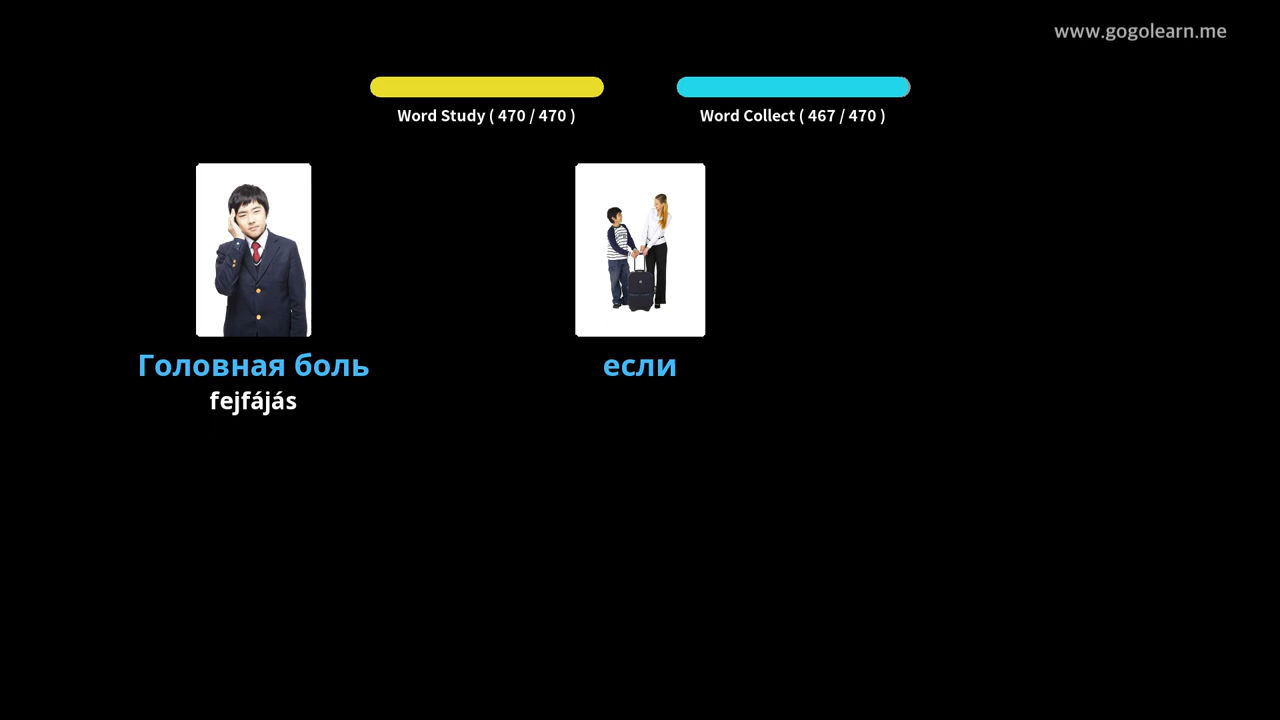 www.gogolearn.me
Word Study ( 470 / 470 )
Word Collect ( 467 / 470 )
Головная боль
fejfájás
если